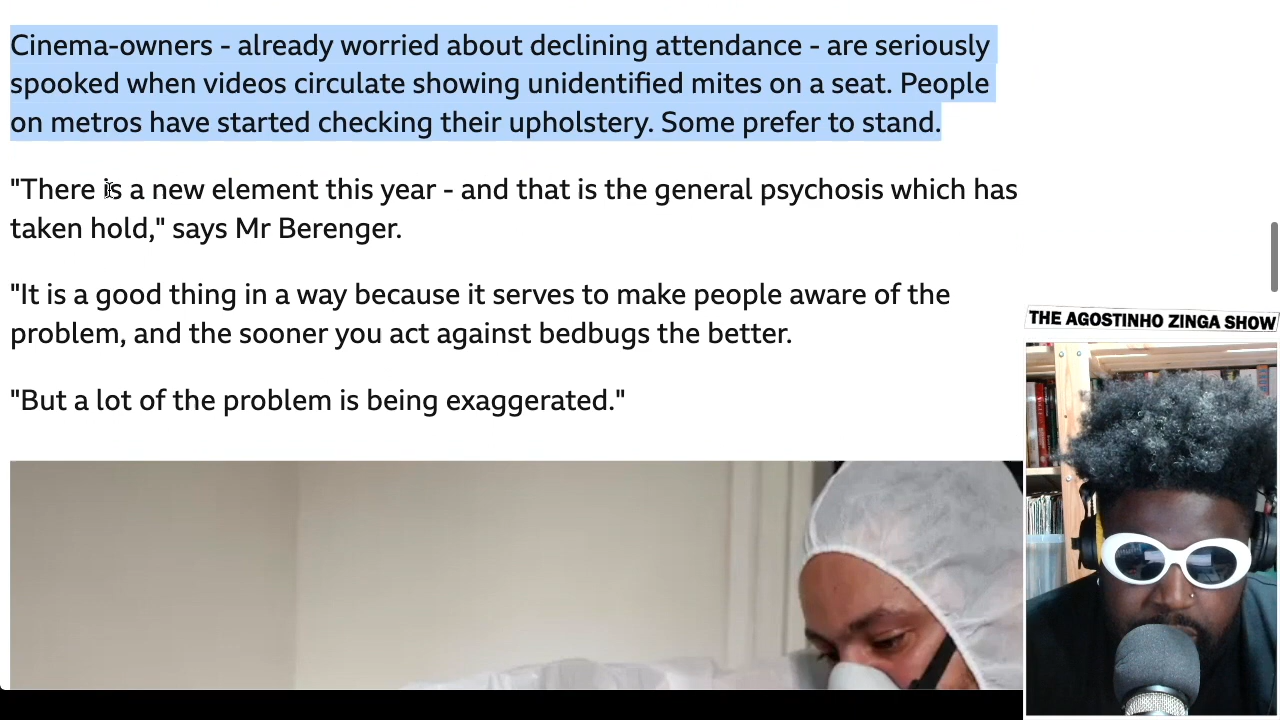 Cinema-owners - already worried about declining attendance - are seriously
spooked when videos circulate showing unidentified mites on a seat. People
on metros have started checking their upholstery. Some prefer to stand.
"There is a new element this year - and that is the general psychosis which has
taken hold," says Mr Berenger.
"It is a good thing in a way because it serves to make people aware of the
problem, and the sooner you act against bedbugs the better.
"But a lot of the problem is being exaggerated."
THE AGOSTINHO ZINGA SHOW